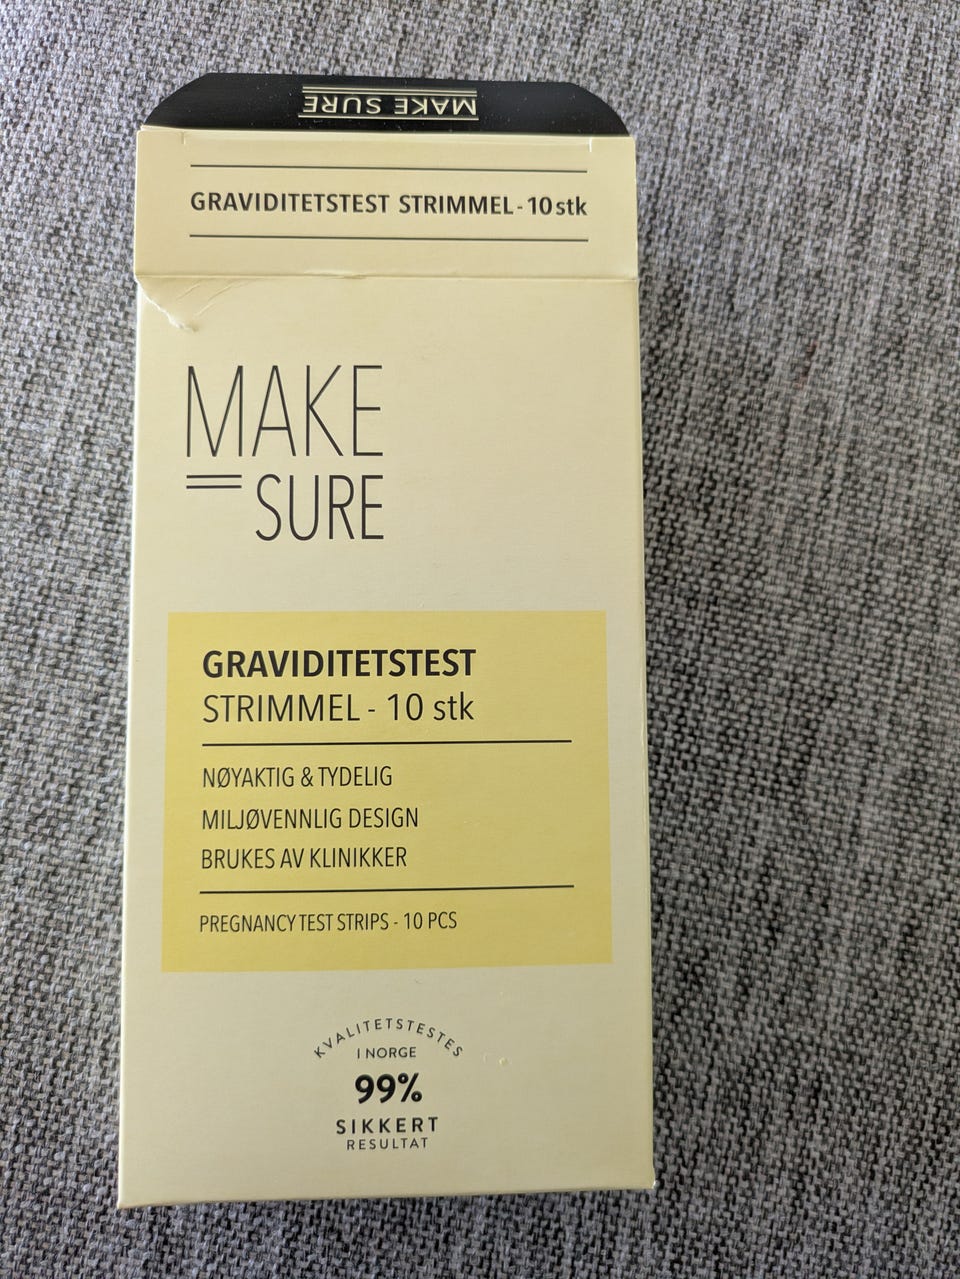 MAKE SURE
GRAVIDITETSTEST STRIMMEL - 10 stk
MAKE
SURE
GRAVIDITETSTEST
STRIMMEL - 10 stk
NØYAKTIG & TYDELIG
MILJØVENNLIG DESIGN
BRUKES AV KLINIKKER
PREGNANCY TEST STRIPS - 10 PCS
KVALITETSTESTES
I NORGE
99%
SIKKERT
RESULTAT